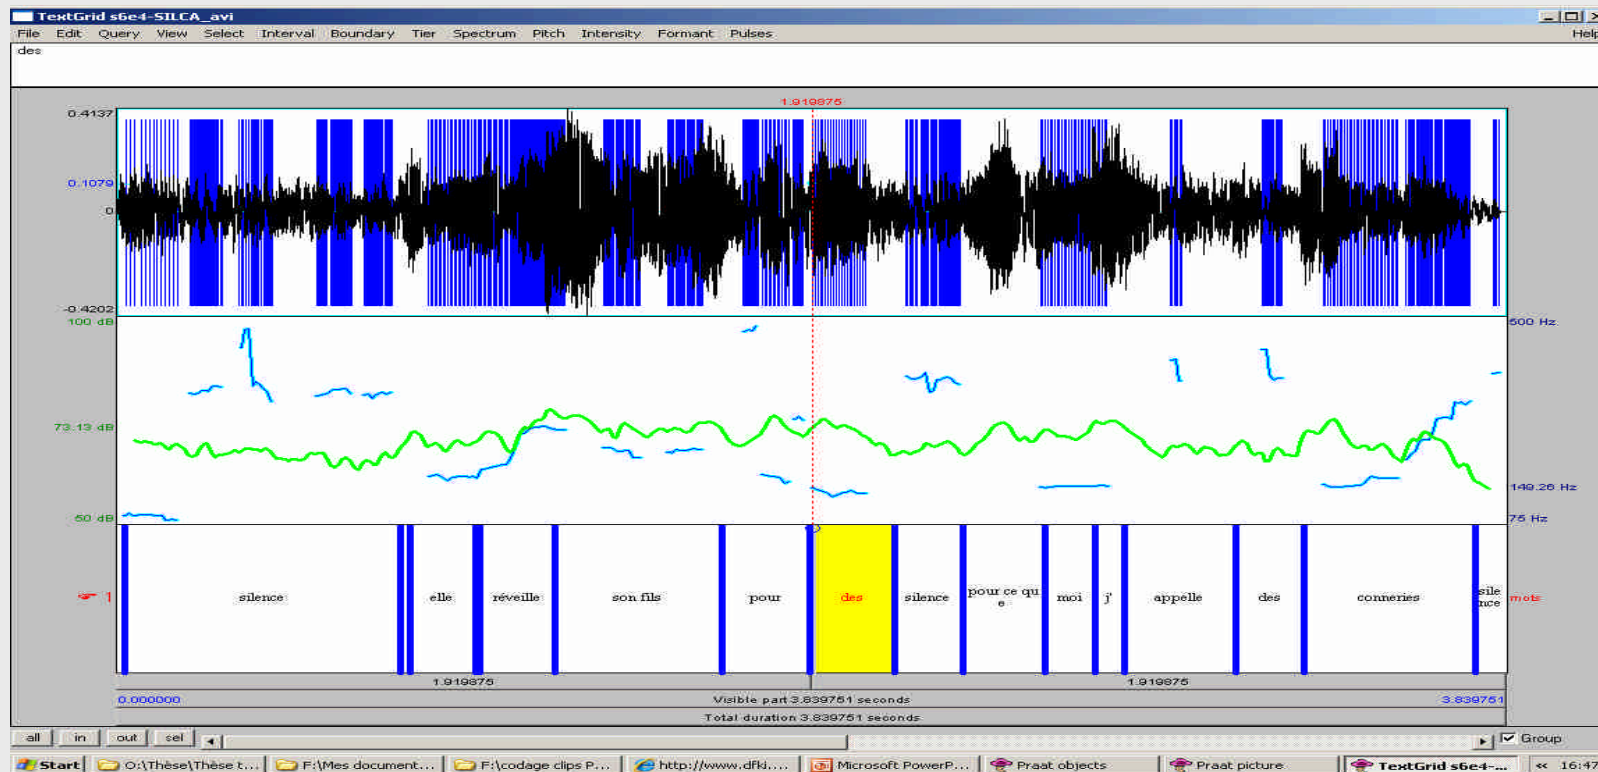 TextGrid s6e4-SILCA_avi
File Edit Query View Select Interval Boundary Tier Spectrum Pitch Intensity Formant Pulses Help
des
1.919875
0.4137
0.1079
0
-0.4202
100 dB 500 Hz
73.13 dB
149.26 Hz
50 dB 75 Hz
1 silence elle réveille son fils pour des silence pour ce qu
e moi j' appelle des conneries sile
nce mots
1.919875 1.919875
0.000000 Visible part 3.839751 seconds 3.839751
Total duration 3.839751 seconds
all in out sel Group
Start O:\Thèse\Thèse t... F:\Mes document... F:\codage clips P... http://www.dfki.... Microsoft PowerP... Praat objects Praat picture TextGrid s6e4-... « 16:47